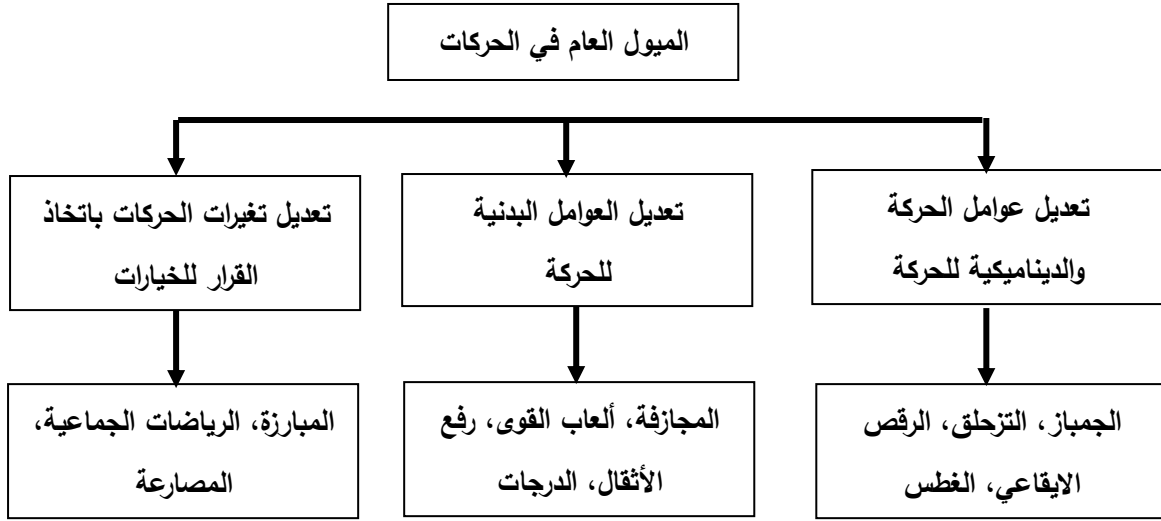 الميول العام في الحركات
تعديل عوامل الحركة
والديناميكية للحركة
تعديل العوامل البدنية
للحركة
تعديل تغيرات الحركات باتخاذ
القرار للخيارات
الجمباز، التزحلق، الرقص
الايقاعي، الغطس
المجازفة، ألعاب القوى، رفع
الأثقال، الدرجات
المبارزة، الرياضات الجماعية،
المصارعة